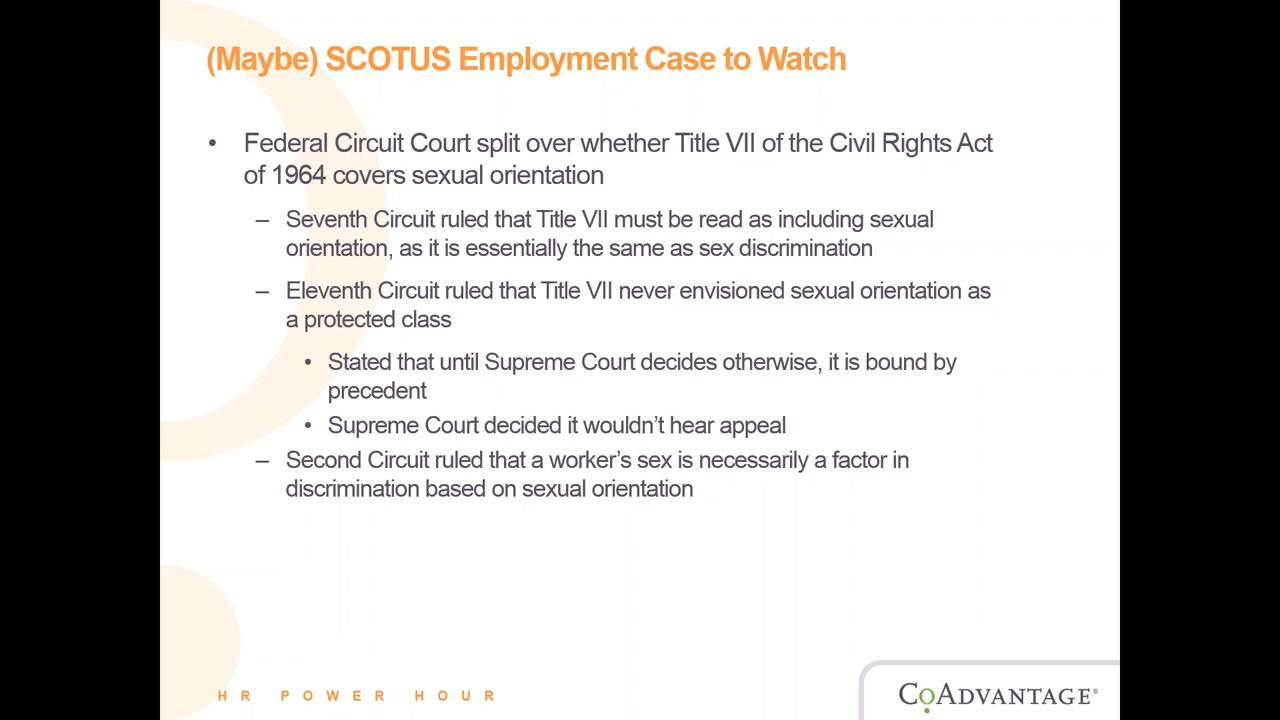 (Maybe) SCOTUS Employment Case to Watch
• Federal Circuit Court split over whether Title VII of the Civil Rights Act
of 1964 covers sexual orientation
– Seventh Circuit ruled that Title VII must be read as including sexual
orientation, as it is essentially the same as sex discrimination
– Eleventh Circuit ruled that Title VII never envisioned sexual orientation as
a protected class
• Stated that until Supreme Court decides otherwise, it is bound by
precedent
• Supreme Court decided it wouldn’t hear appeal
– Second Circuit ruled that a worker’s sex is necessarily a factor in
discrimination based on sexual orientation
HR POWER HOUR
CoAdvantage®